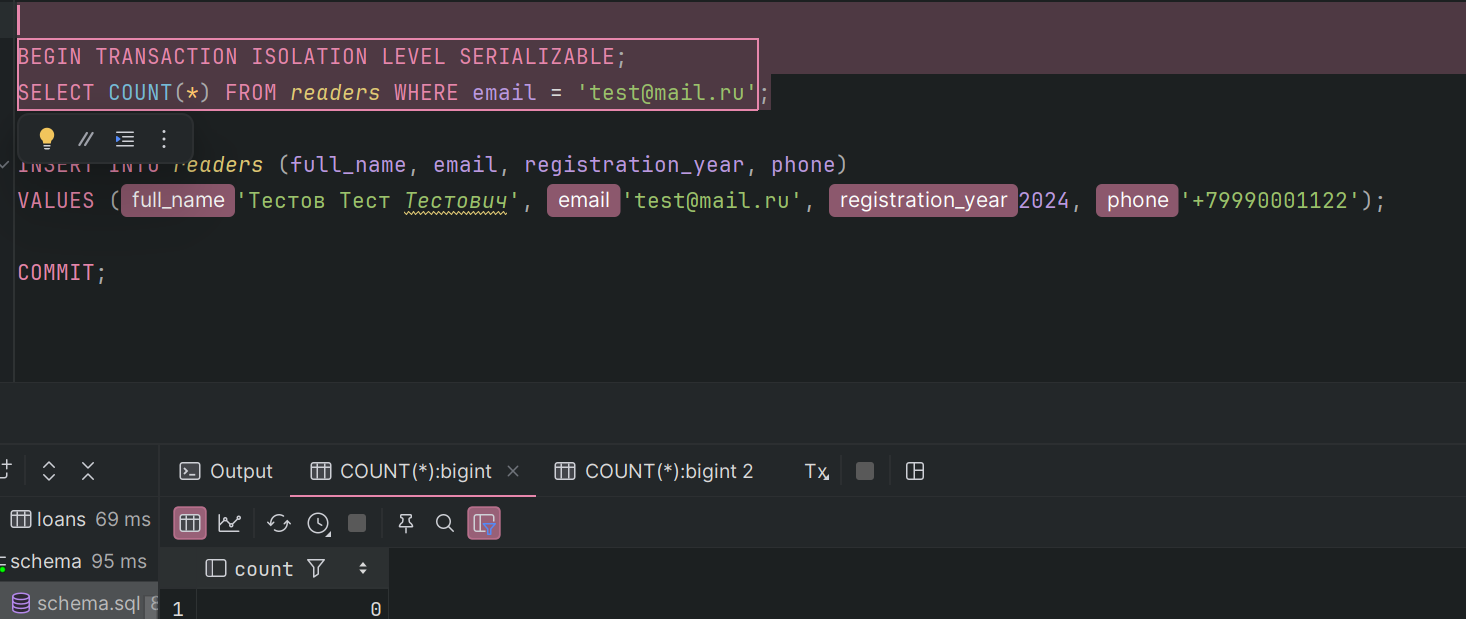 BEGIN TRANSACTION ISOLATION LEVEL SERIALIZABLE;
SELECT COUNT(*) FROM readers WHERE email = 'test@mail.ru';
INSERT INTO readers (full_name, email, registration_year, phone)
VALUES (full_name 'Тестов Тест Тестович', email 'test@mail.ru', registration_year 2024, phone '+79990001122');
COMMIT;
Output COUNT(*):bigint COUNT(*):bigint 2 Tx
loans 69 ms
count
schema 95 ms
schema.sql
1 0